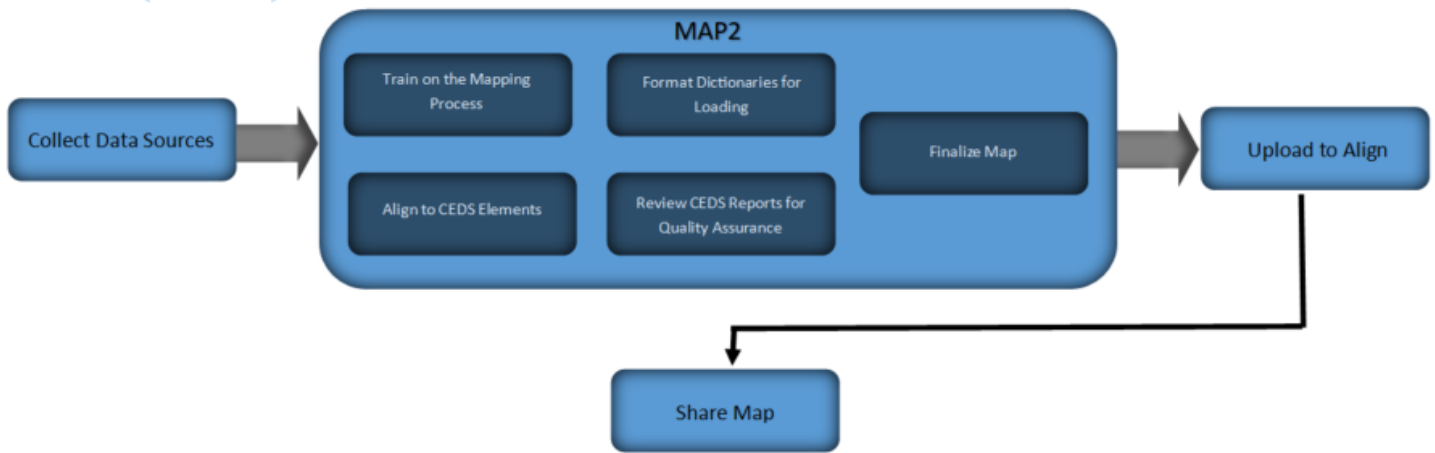 MAP2
Train on the Mapping
Process
Format Dictionaries for
Loading
Collect Data Sources
Finalize Map
Upload to Align
Align to CEDS Elements
Review CEDS Reports for
Quality Assurance
Share Map